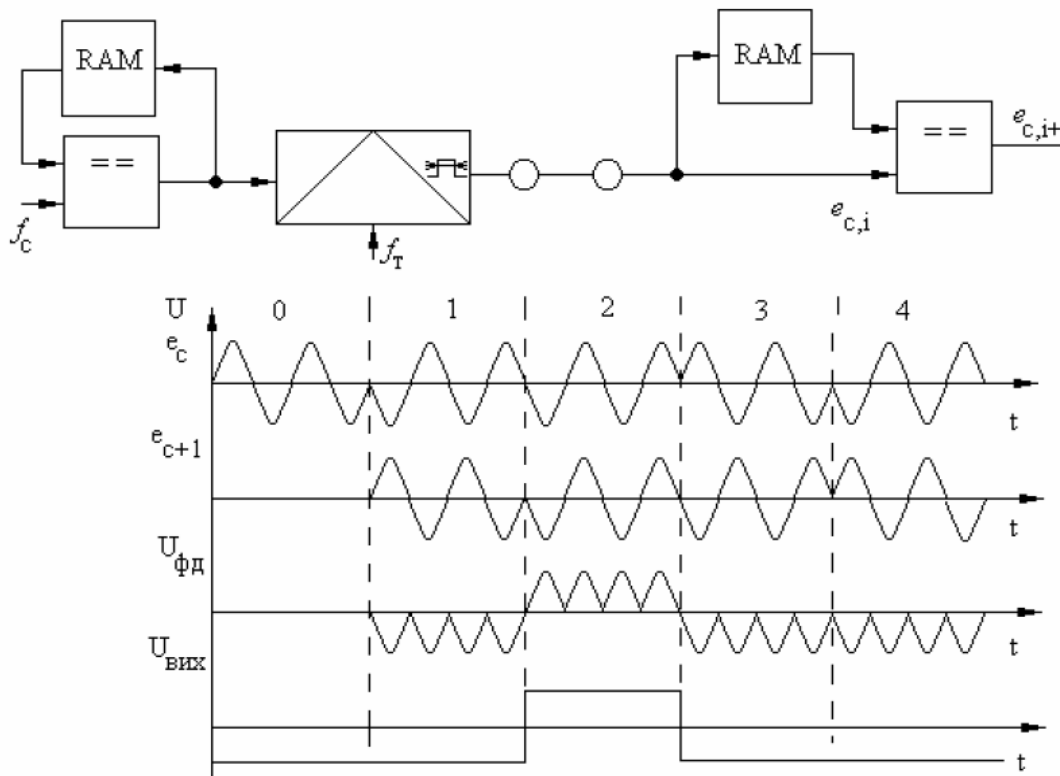 RAM
RAM
==
==
e_c,i+
f_c
f_T
e_c,i
U
0
1
2
3
4
e_c
t
e_c+1
t
U_фд
t
U_вих
t